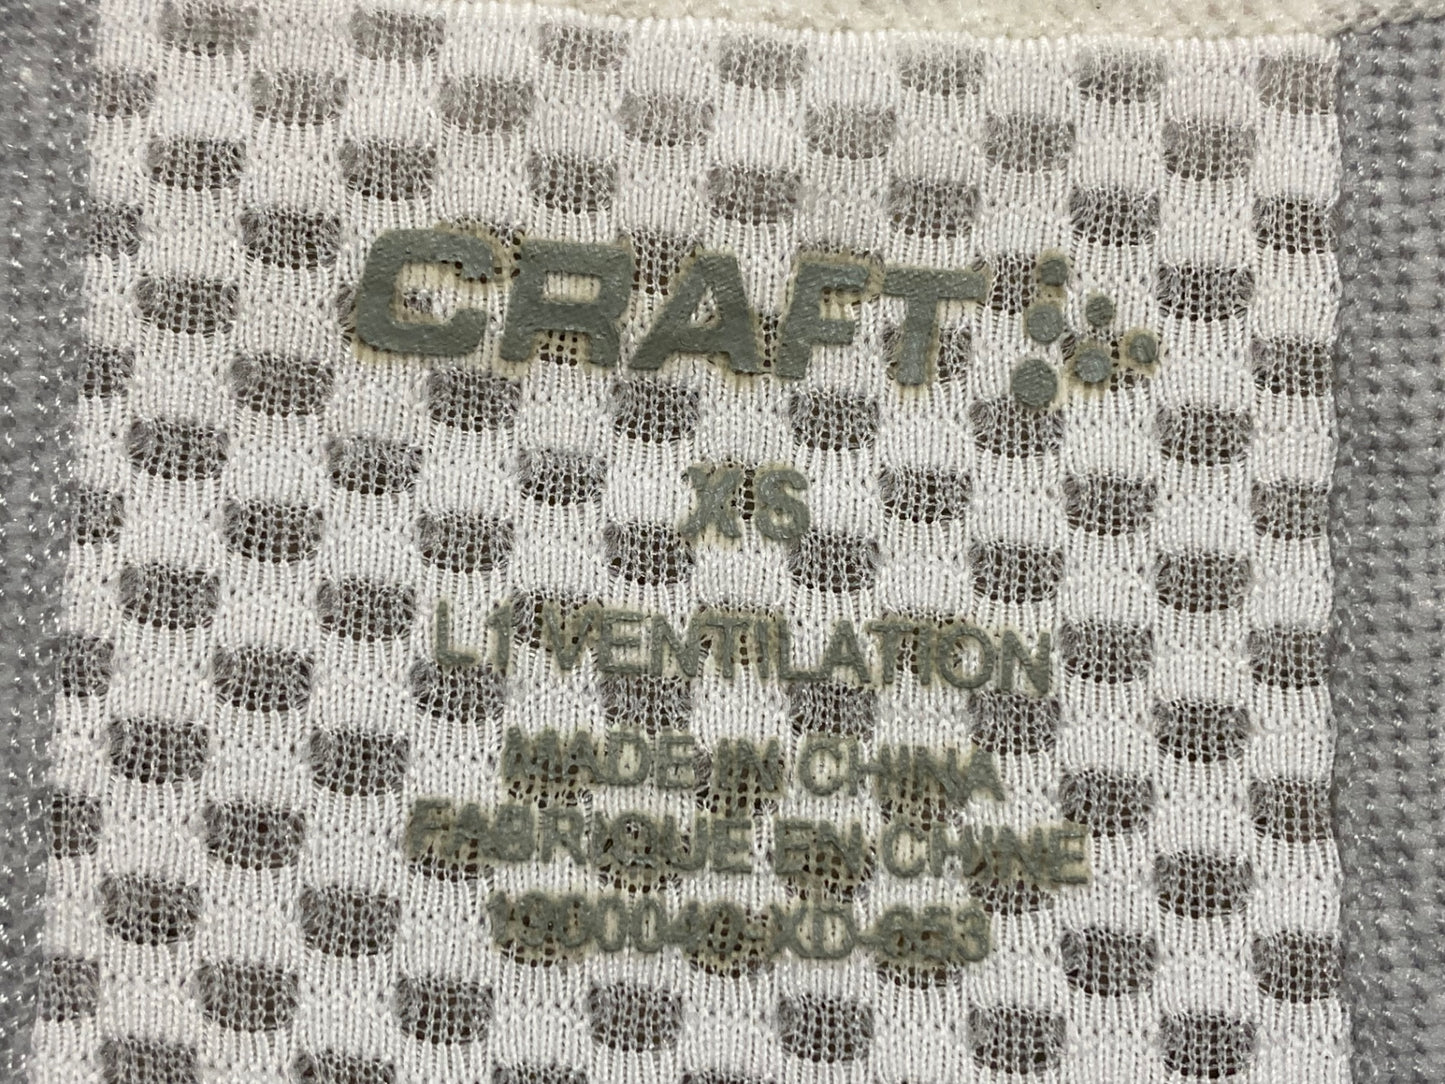 CRAFT
XS
L1 VENTILATION
MADE IN CHINA
FABRIQUE EN CHINE